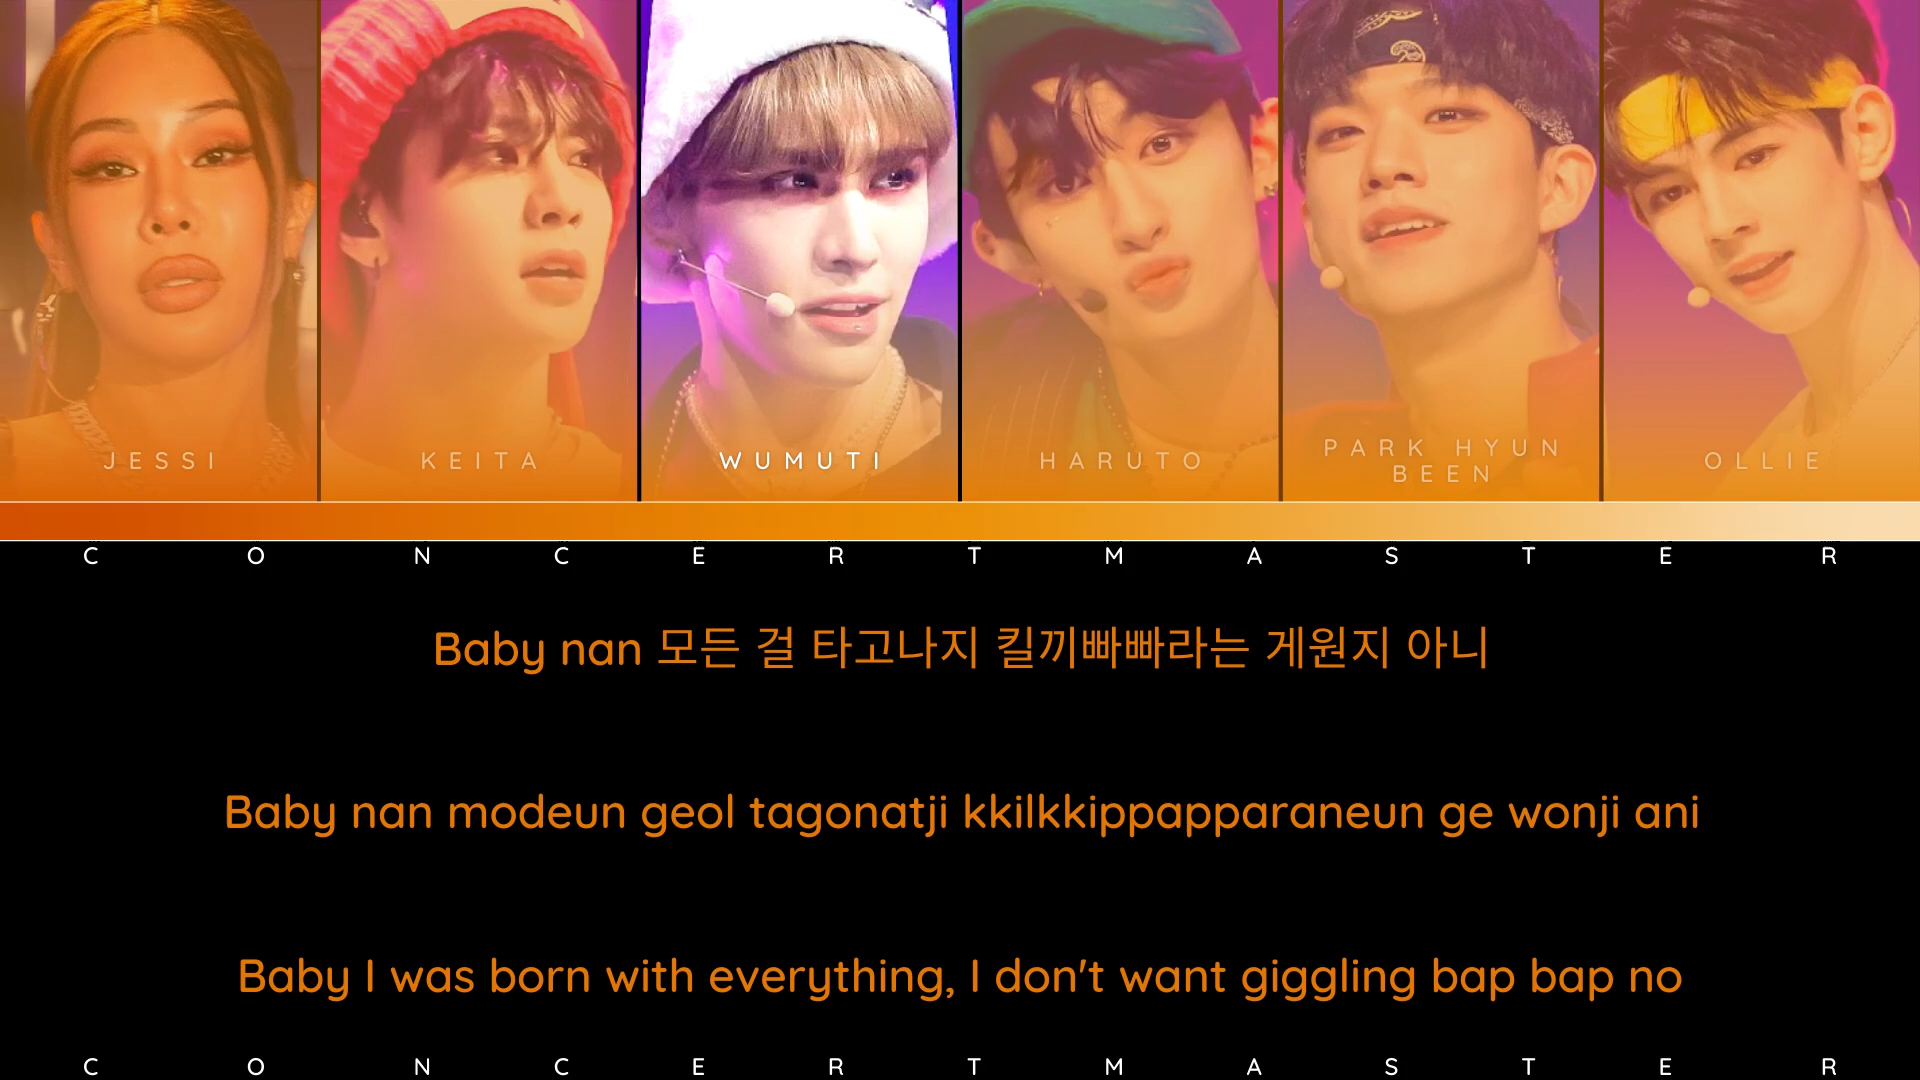 JESSI
KEITA
WUMUTI
HARUTO
PARK HYUN
BEEN
OLLIE
C O N C E R T M A S T E R
Baby nan 모든 걸 타고나지 킬끼빠빠라는 게원지 아니
Baby nan modeun geol tagonatji kkilkkippapparaneun ge wonji ani
Baby I was born with everything, I don't want giggling bap bap no
C O N C E R T M A S T E R